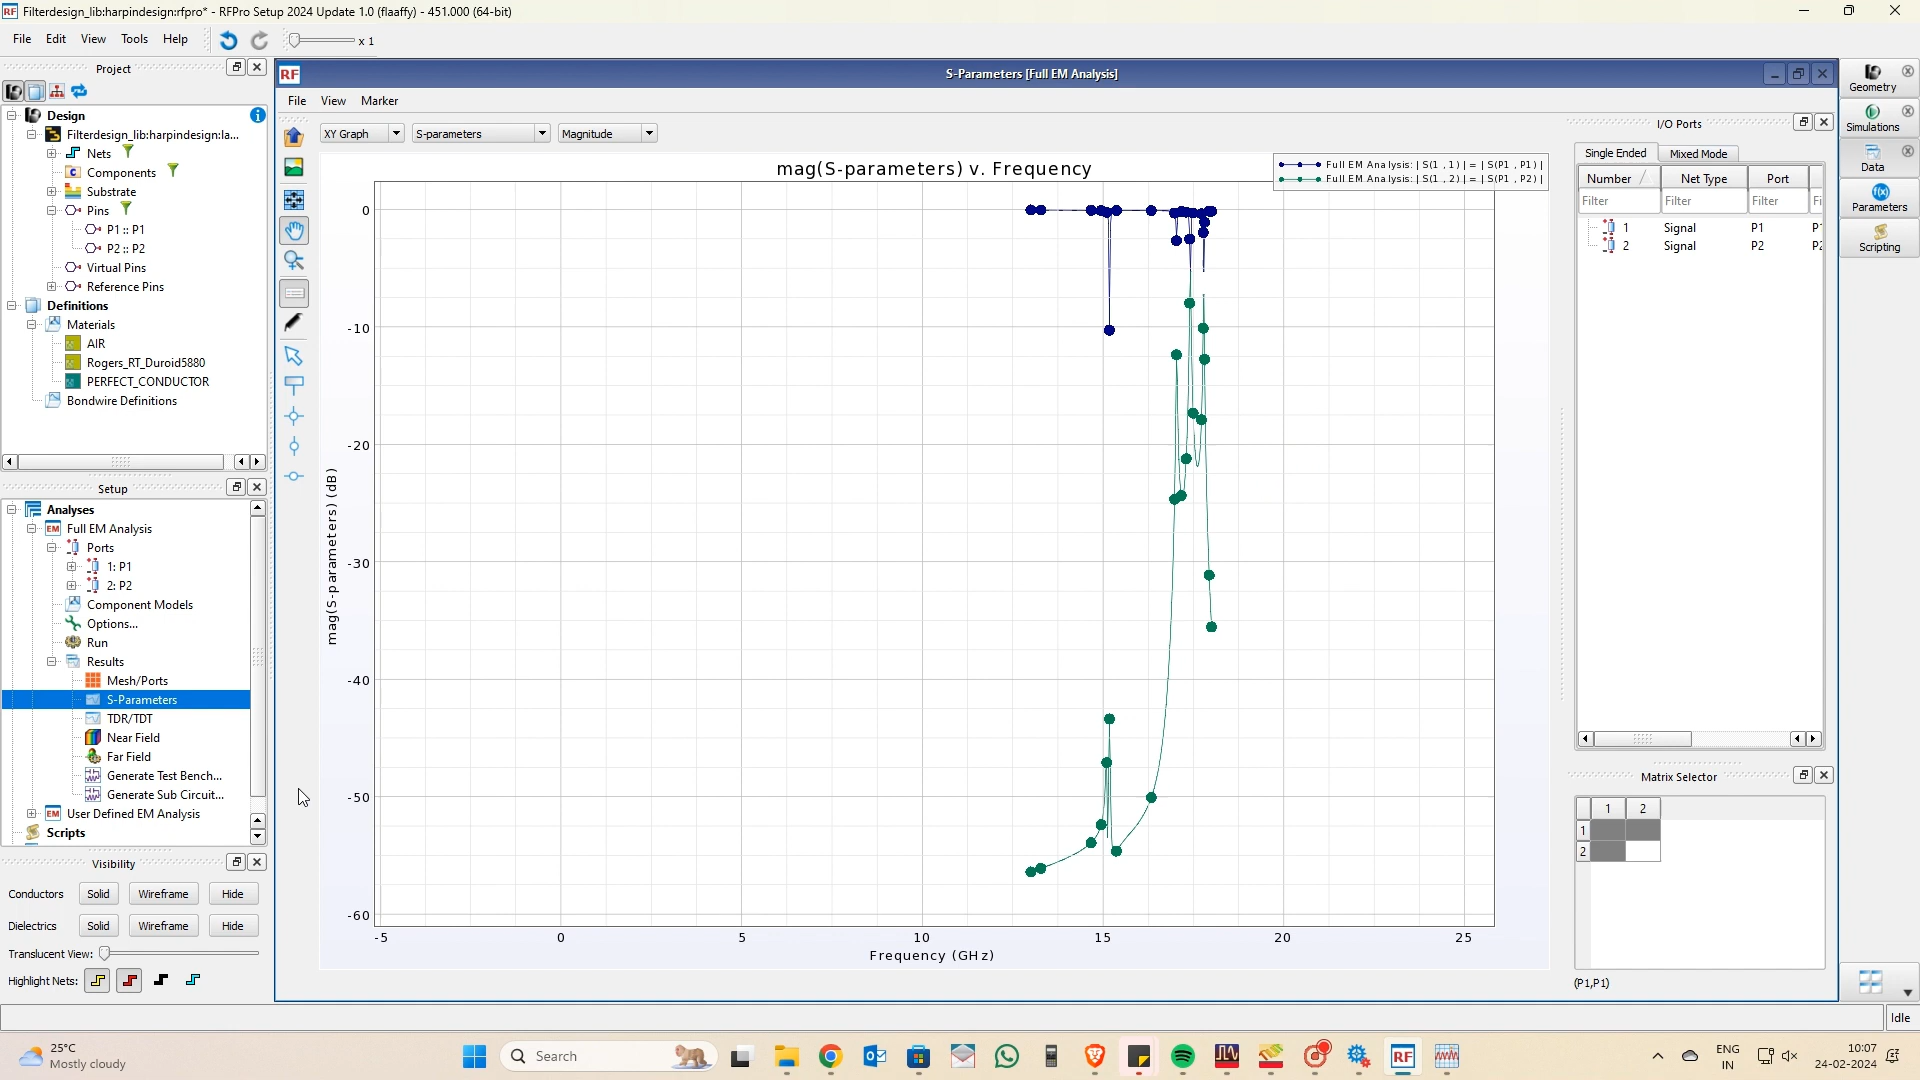 Filterdesign_lib:harpindesign:rfpro* - RFPro Setup 2024 Update 1.0 (flaaffy) - 451.000 (64-bit)
File Edit View Tools Help x 1
Project
Design
Filterdesign_lib:harpindesign:la...
Nets
Components
Substrate
Pins
P1 :: P1
P2 :: P2
Virtual Pins
Reference Pins
Definitions
Materials
AIR
Rogers_RT_Duroid5880
PERFECT_CONDUCTOR
Bondwire Definitions
Setup
Analyses
Full EM Analysis
Ports
1: P1
2: P2
Component Models
Options...
Run
Results
Mesh/Ports
S-Parameters
TDR/TDT
Near Field
Far Field
Generate Test Bench...
Generate Sub Circuit...
User Defined EM Analysis
Scripts
Visibility
Conductors Solid Wireframe Hide
Dielectrics Solid Wireframe Hide
Translucent View:
Highlight Nets:
RF S-Parameters [Full EM Analysis]
File View Marker
XY Graph S-parameters Magnitude
mag(S-parameters) v. Frequency
Full EM Analysis: | S(1 , 1) | = | S(P1 , P1) |
Full EM Analysis: | S(1 , 2) | = | S(P1 , P2) |
mag(S-parameters) (dB)
0
-10
-20
-30
-40
-50
-60
-5 0 5 10 15 20 25
Frequency (GHz)
I/O Ports
Single Ended Mixed Mode
Number Net Type Port
Filter Filter Filter Fi
1 Signal P1 P1
2 Signal P2 P2
Matrix Selector
1 2
1
2
(P1,P1)
Geometry
Simulations
Data
f(x)
Parameters
Scripting
Idle
25°C
Mostly cloudy
Search
RF
ENG
IN
10:07
24-02-2024